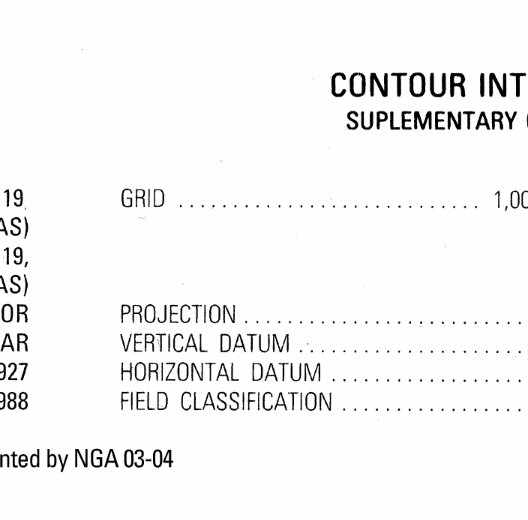 CONTOUR INT
SUPLEMENTARY
19 GRID ............................ 1,00
AS)
19,
AS)
OR PROJECTION ..........................
AR VERTICAL DATUM .....................
927 HORIZONTAL DATUM ..................
988 FIELD CLASSIFICATION .................
nted by NGA 03-04